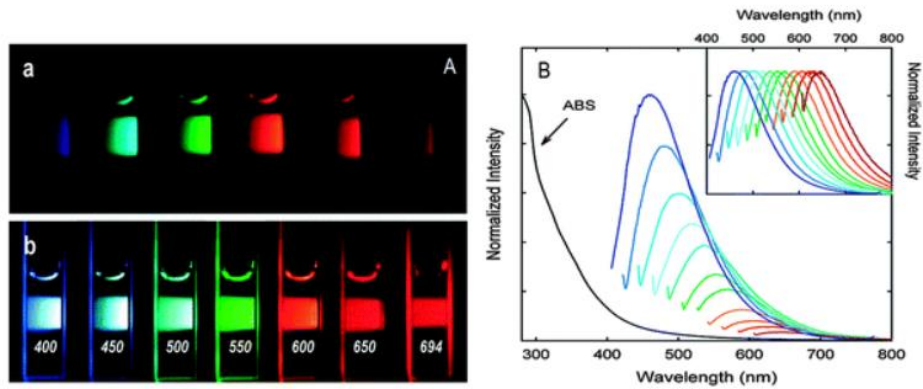 a
A
b
400 450 500 550 600 650 694
B
ABS
Normalized Intensity
300 400 500 600 700 800
Wavelength (nm)
Wavelength (nm)
400 500 600 700 800
Normalized Intensity